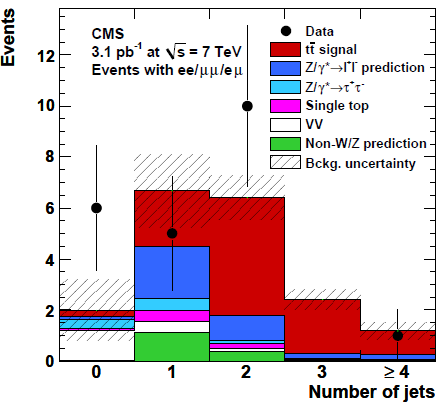 Events
12
10
8
6
4
2
0
CMS
3.1 pb⁻¹ at √s = 7 TeV
Events with ee/μμ/eμ
Data
tt̄ signal
Z/γ*→l⁺l⁻ prediction
Z/γ*→τ⁺τ⁻
Single top
VV
Non-W/Z prediction
Bckg. uncertainty
0 1 2 3 ≥ 4
Number of jets